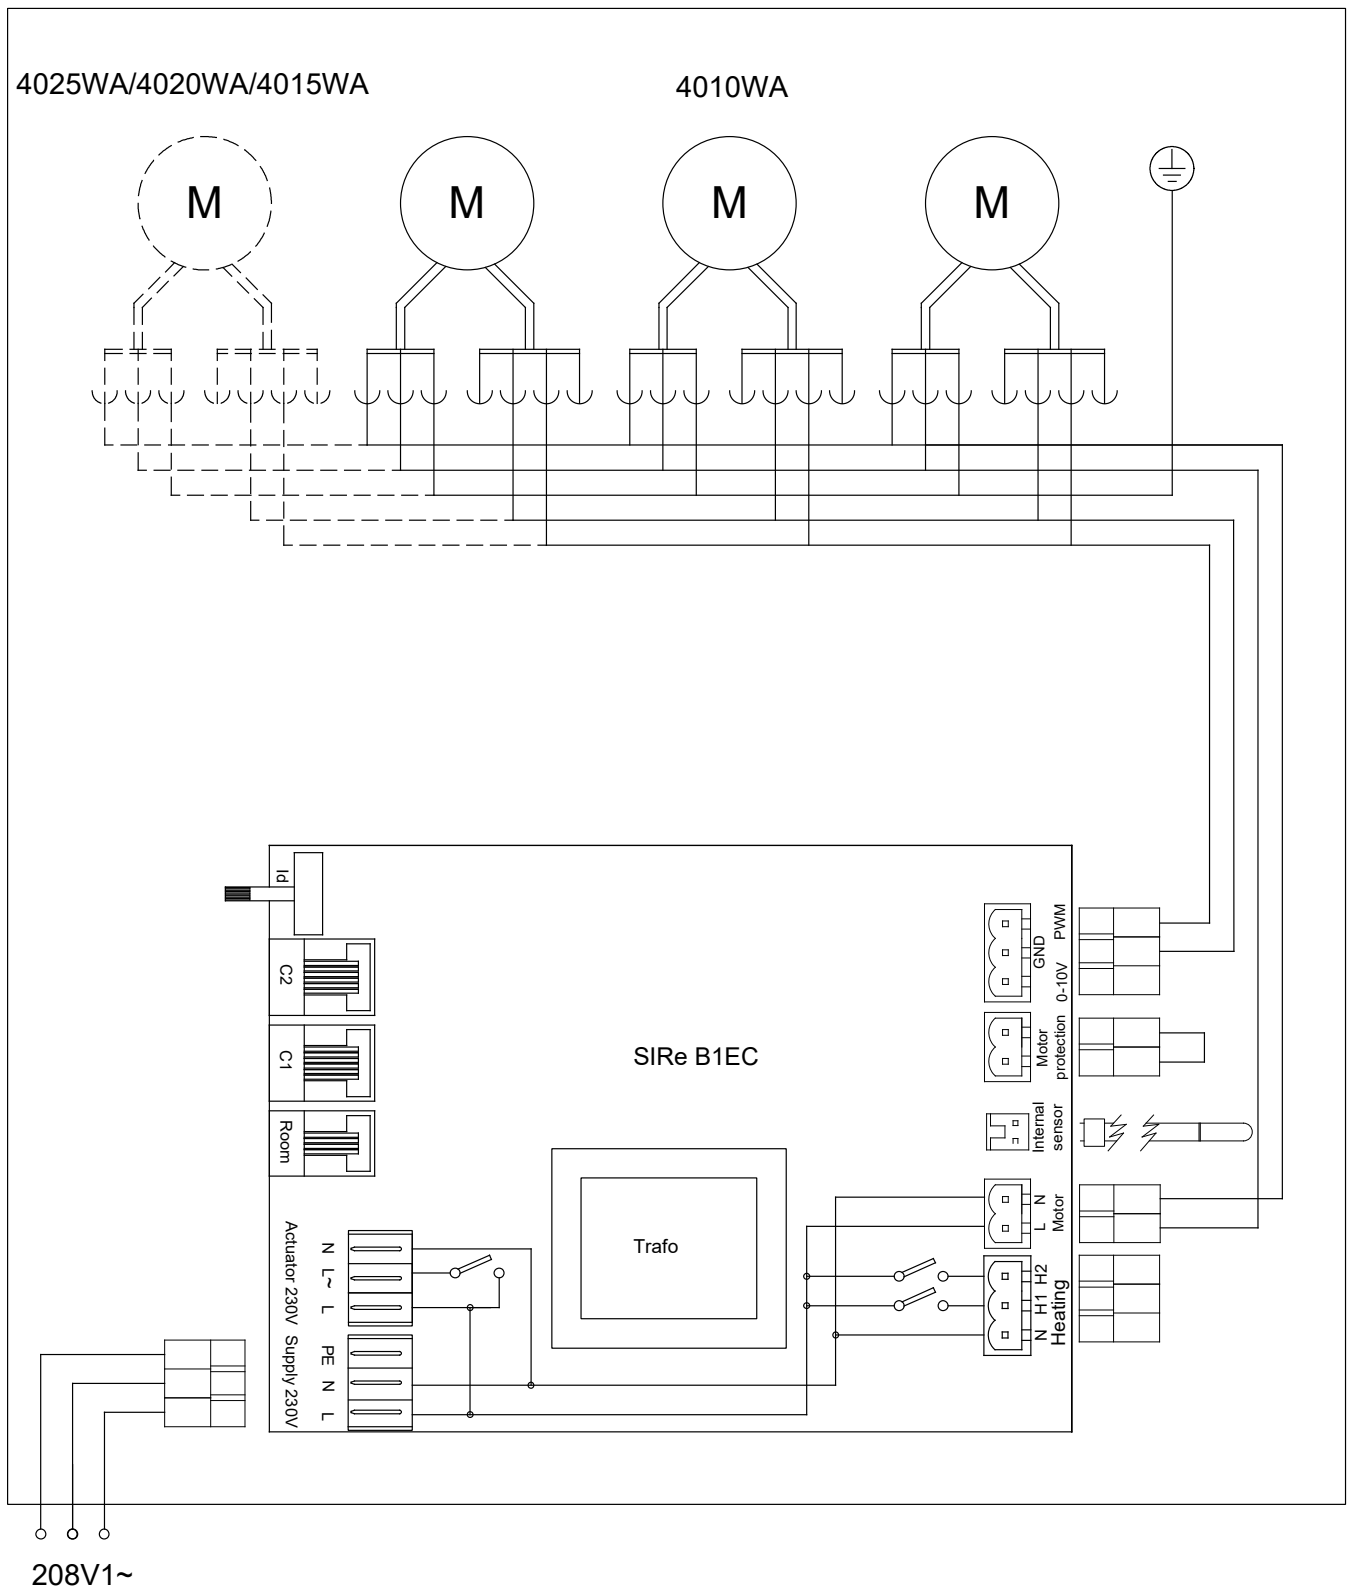 4025WA/4020WA/4015WA
4010WA
M
M
M
M
Id
C2
C1
Room
SIRe B1EC
Trafo
PWM
GND
0-10V
Motor
protection
Internal
sensor
N
L
Motor
H2
H1
N
Heating
Actuator 230V
N
L~
L
Supply 230V
PE
N
L
208V1~